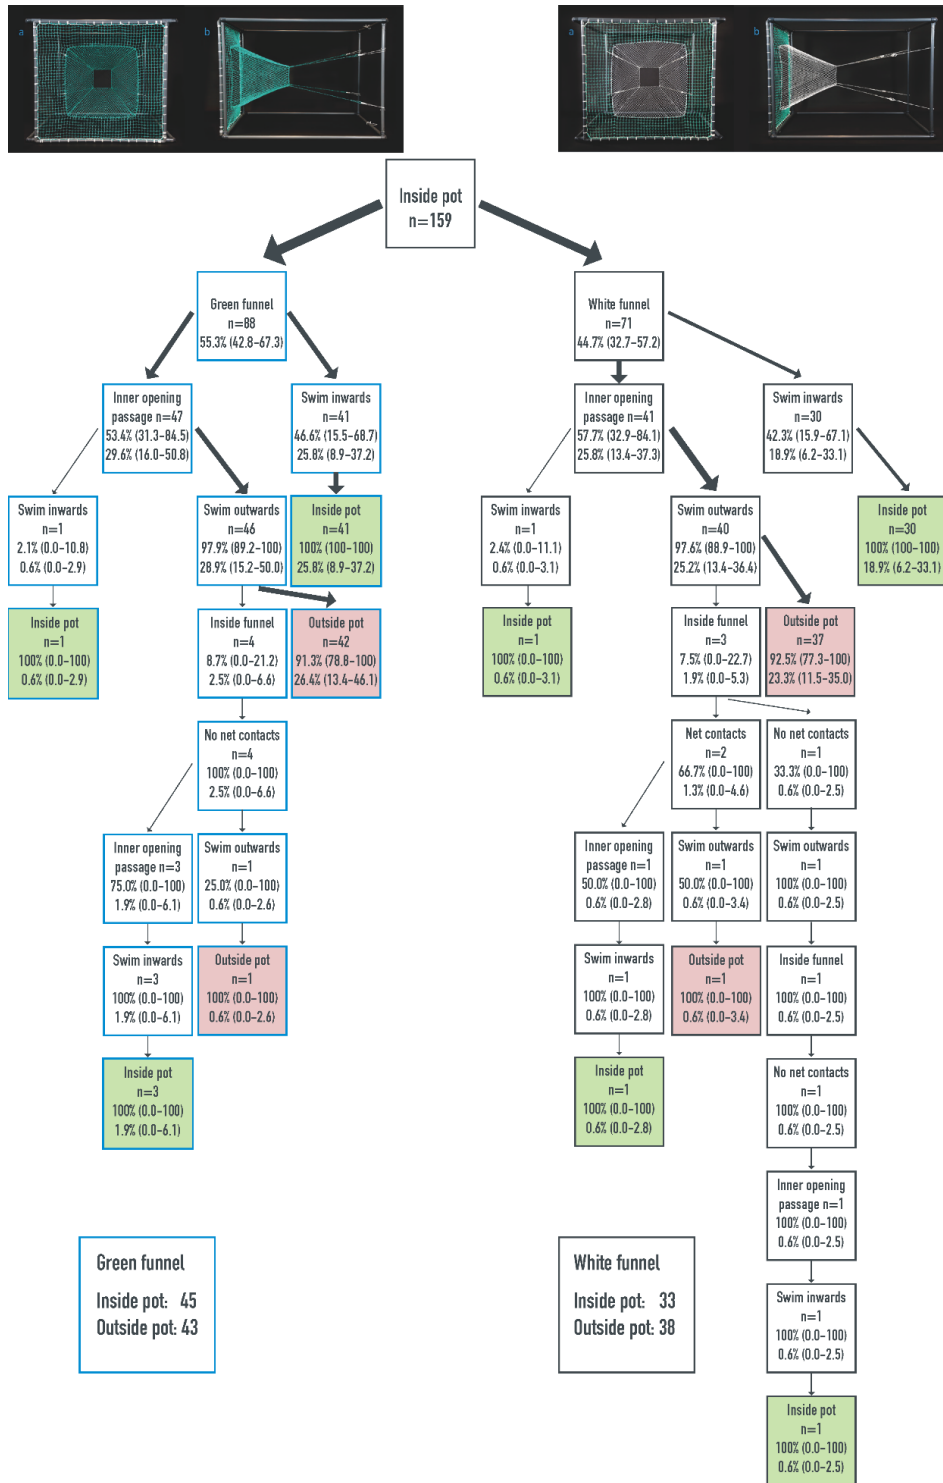 a
b
a
b
Inside pot
n=159
Green funnel
n=88
55.3% (42.8–67.3)
White funnel
n=71
44.7% (32.7–57.2)
Inner opening
passage n=47
53.4% (31.3–84.5)
29.6% (16.0–50.8)
Swim inwards
n=41
46.6% (15.5–68.7)
25.8% (8.9–37.2)
Inner opening
passage n=41
57.7% (32.9–84.1)
25.8% (13.4–37.3)
Swim inwards
n=30
42.3% (15.9–67.1)
18.9% (6.2–33.1)
Swim inwards
n=1
2.1% (0.0–10.8)
0.6% (0.0–2.9)
Swim outwards
n=46
97.9% (89.2–100)
28.9% (15.2–50.0)
Inside pot
n=41
100% (100–100)
25.8% (8.9–37.2)
Swim inwards
n=1
2.4% (0.0–11.1)
0.6% (0.0–3.1)
Swim outwards
n=40
97.6% (88.9–100)
25.2% (13.4–36.4)
Inside pot
n=30
100% (100–100)
18.9% (6.2–33.1)
Inside pot
n=1
100% (0.0–100)
0.6% (0.0–2.9)
Inside funnel
n=4
8.7% (0.0–21.2)
2.5% (0.0–6.6)
Outside pot
n=42
91.3% (78.8–100)
26.4% (13.4–46.1)
Inside pot
n=1
100% (0.0–100)
0.6% (0.0–3.1)
Inside funnel
n=3
7.5% (0.0–22.7)
1.9% (0.0–5.3)
Outside pot
n=37
92.5% (77.3–100)
23.3% (11.5–35.0)
No net contacts
n=4
100% (0.0–100)
2.5% (0.0–6.6)
Net contacts
n=2
66.7% (0.0–100)
1.3% (0.0–4.6)
No net contacts
n=1
33.3% (0.0–100)
0.6% (0.0–2.5)
Inner opening
passage n=3
75.0% (0.0–100)
1.9% (0.0–6.1)
Swim outwards
n=1
25.0% (0.0–100)
0.6% (0.0–2.6)
Inner opening
passage n=1
50.0% (0.0–100)
0.6% (0.0–2.8)
Swim outwards
n=1
50.0% (0.0–100)
0.6% (0.0–3.4)
Swim outwards
n=1
100% (0.0–100)
0.6% (0.0–2.5)
Swim inwards
n=3
100% (0.0–100)
1.9% (0.0–6.1)
Outside pot
n=1
100% (0.0–100)
0.6% (0.0–2.6)
Swim inwards
n=1
100% (0.0–100)
0.6% (0.0–2.8)
Outside pot
n=1
100% (0.0–100)
0.6% (0.0–3.4)
Inside funnel
n=1
100% (0.0–100)
0.6% (0.0–2.5)
Inside pot
n=3
100% (0.0–100)
1.9% (0.0–6.1)
Inside pot
n=1
100% (0.0–100)
0.6% (0.0–2.8)
No net contacts
n=1
100% (0.0–100)
0.6% (0.0–2.5)
Inner opening
passage n=1
100% (0.0–100)
0.6% (0.0–2.5)
Green funnel
Inside pot: 45
Outside pot: 43
White funnel
Inside pot: 33
Outside pot: 38
Swim inwards
n=1
100% (0.0–100)
0.6% (0.0–2.5)
Inside pot
n=1
100% (0.0–100)
0.6% (0.0–2.5)